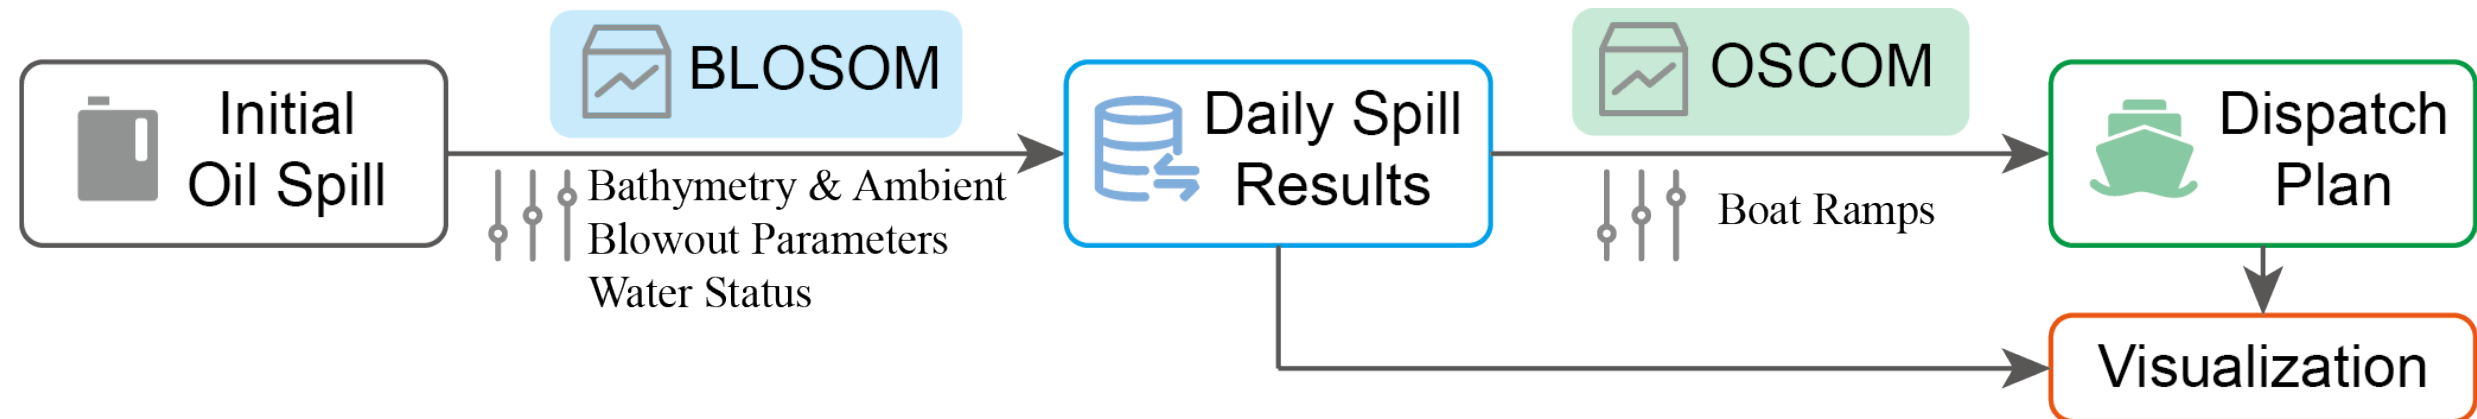 Initial
Oil Spill
BLOSOM
Bathymetry & Ambient
Blowout Parameters
Water Status
Daily Spill
Results
OSCOM
Boat Ramps
Dispatch
Plan
Visualization